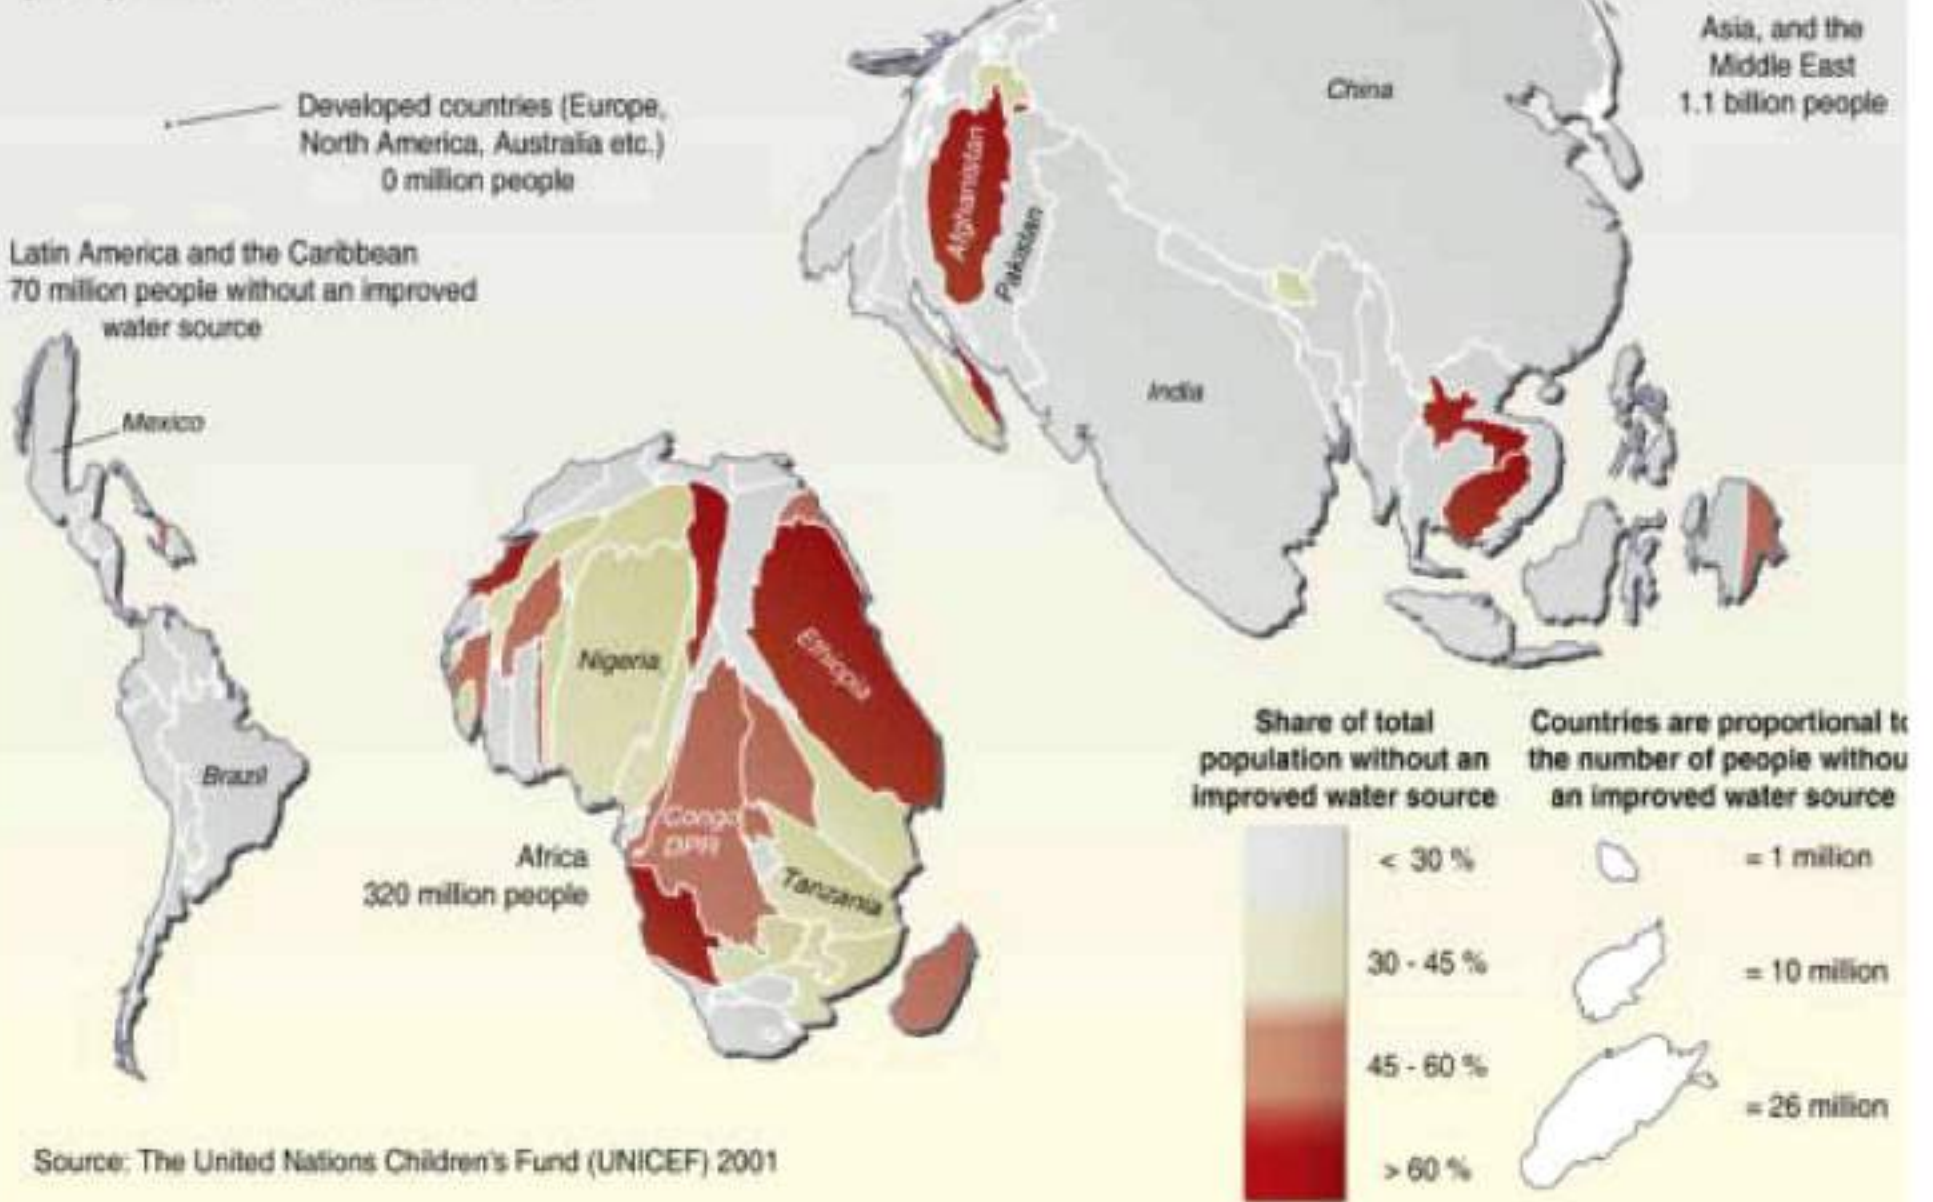 Developed countries (Europe,
North America, Australia etc.)
0 million people
Asia, and the
Middle East
1.1 billion people
China
Afghanistan
Pakistan
India
Latin America and the Caribbean
70 million people without an improved
water source
Mexico
Brazil
Nigeria
Ethiopia
Congo
DPR
Tanzania
Africa
320 million people
Share of total
population without an
improved water source
< 30 %
30 - 45 %
45 - 60 %
> 60 %
Countries are proportional to
the number of people withou
an improved water source
= 1 million
= 10 million
= 26 million
Source: The United Nations Children's Fund (UNICEF) 2001